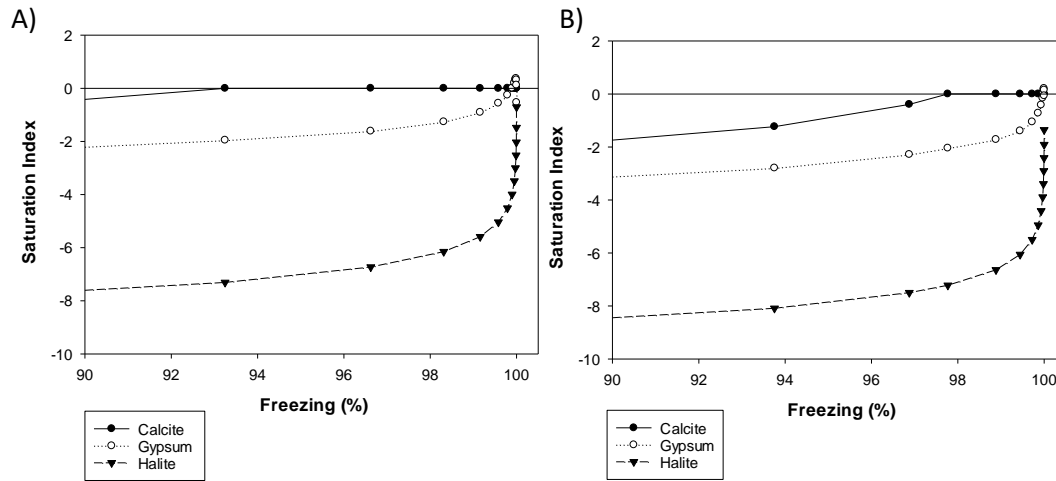 A)
2
0
-2
-4
-6
-8
-10
Saturation Index
90 92 94 96 98 100
Freezing (%)
Calcite
Gypsum
Halite
B)
2
0
-2
-4
-6
-8
-10
Saturation Index
90 92 94 96 98 100
Freezing (%)
Calcite
Gypsum
Halite